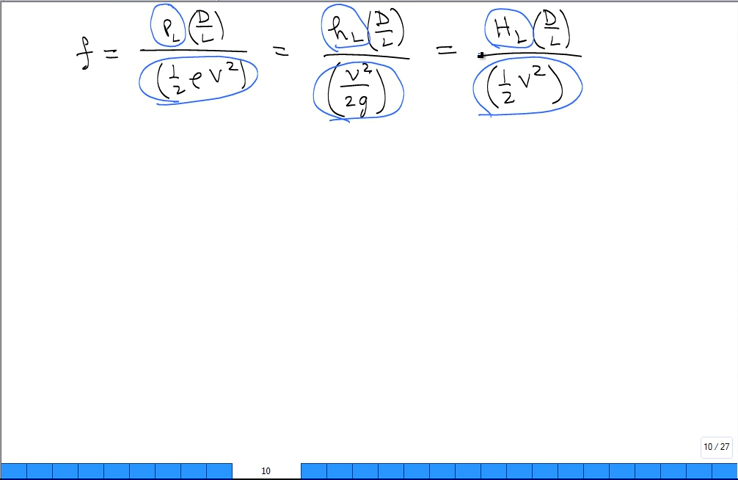 f = P_L (D/L) / (1/2 ρ V²) = h_L (D/L) / (V²/2g) = H_L (D/L) / (1/2 V²)
10 / 27
10